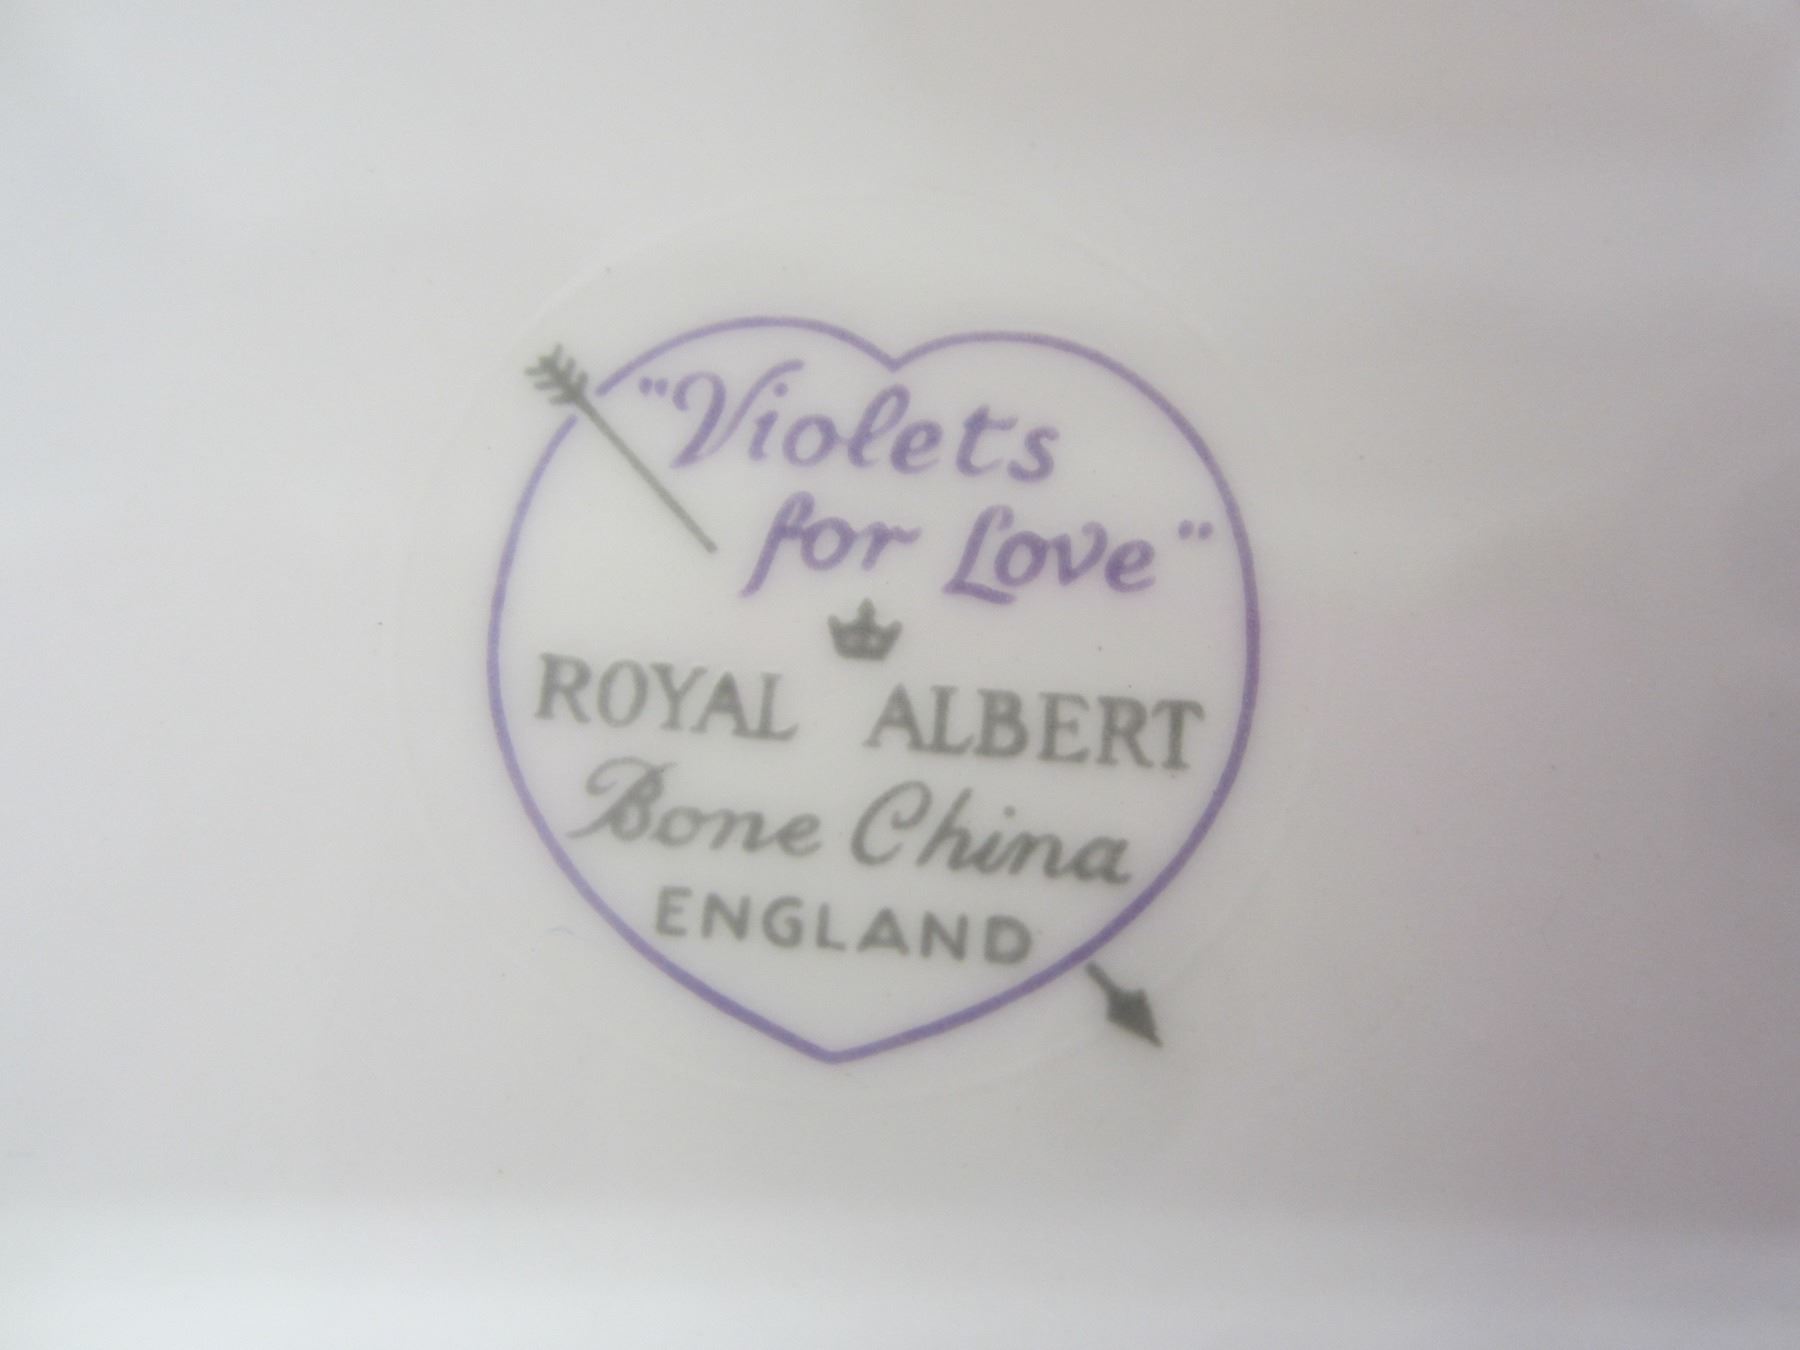 "Violets
for Love"
ROYAL ALBERT
Bone China
ENGLAND